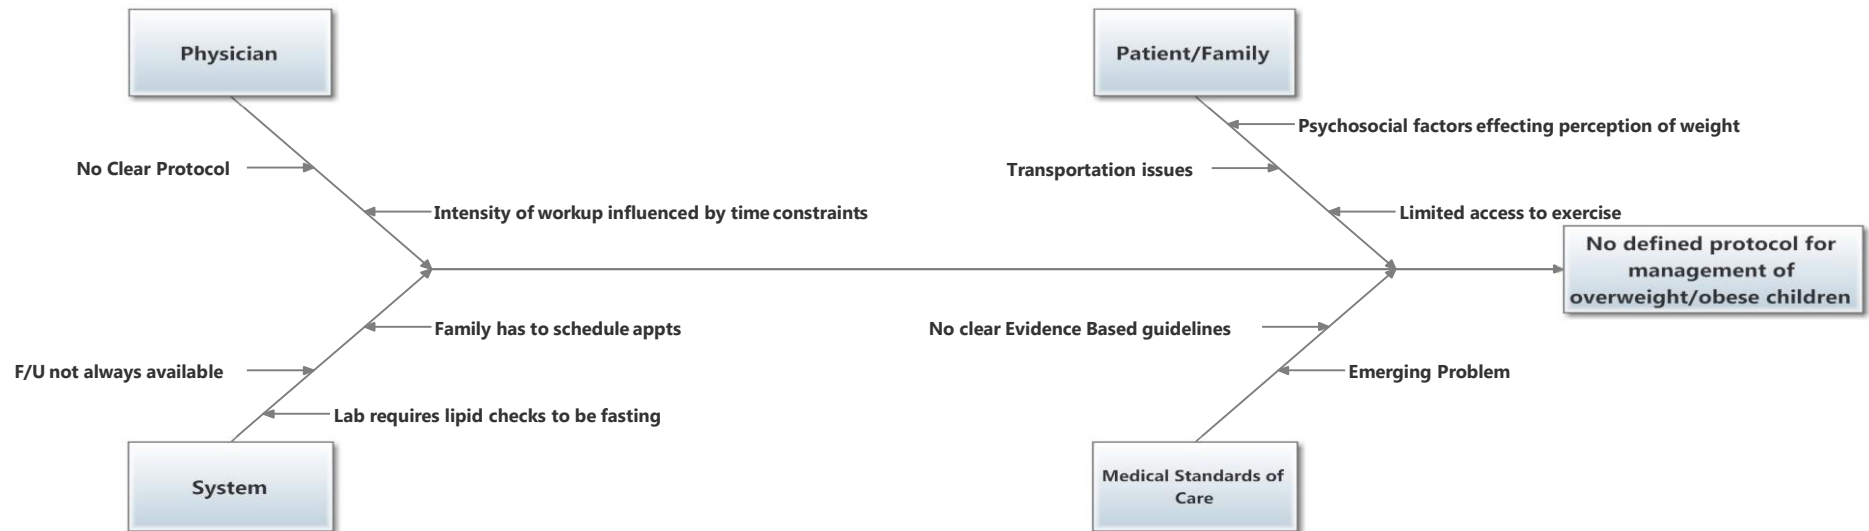 Physician
Patient/Family
Psychosocial factors effecting perception of weight
No Clear Protocol
Transportation issues
Intensity of workup influenced by time constraints
Limited access to exercise
No defined protocol for
management of
overweight/obese children
Family has to schedule appts
No clear Evidence Based guidelines
F/U not always available
Emerging Problem
Lab requires lipid checks to be fasting
System
Medical Standards of
Care